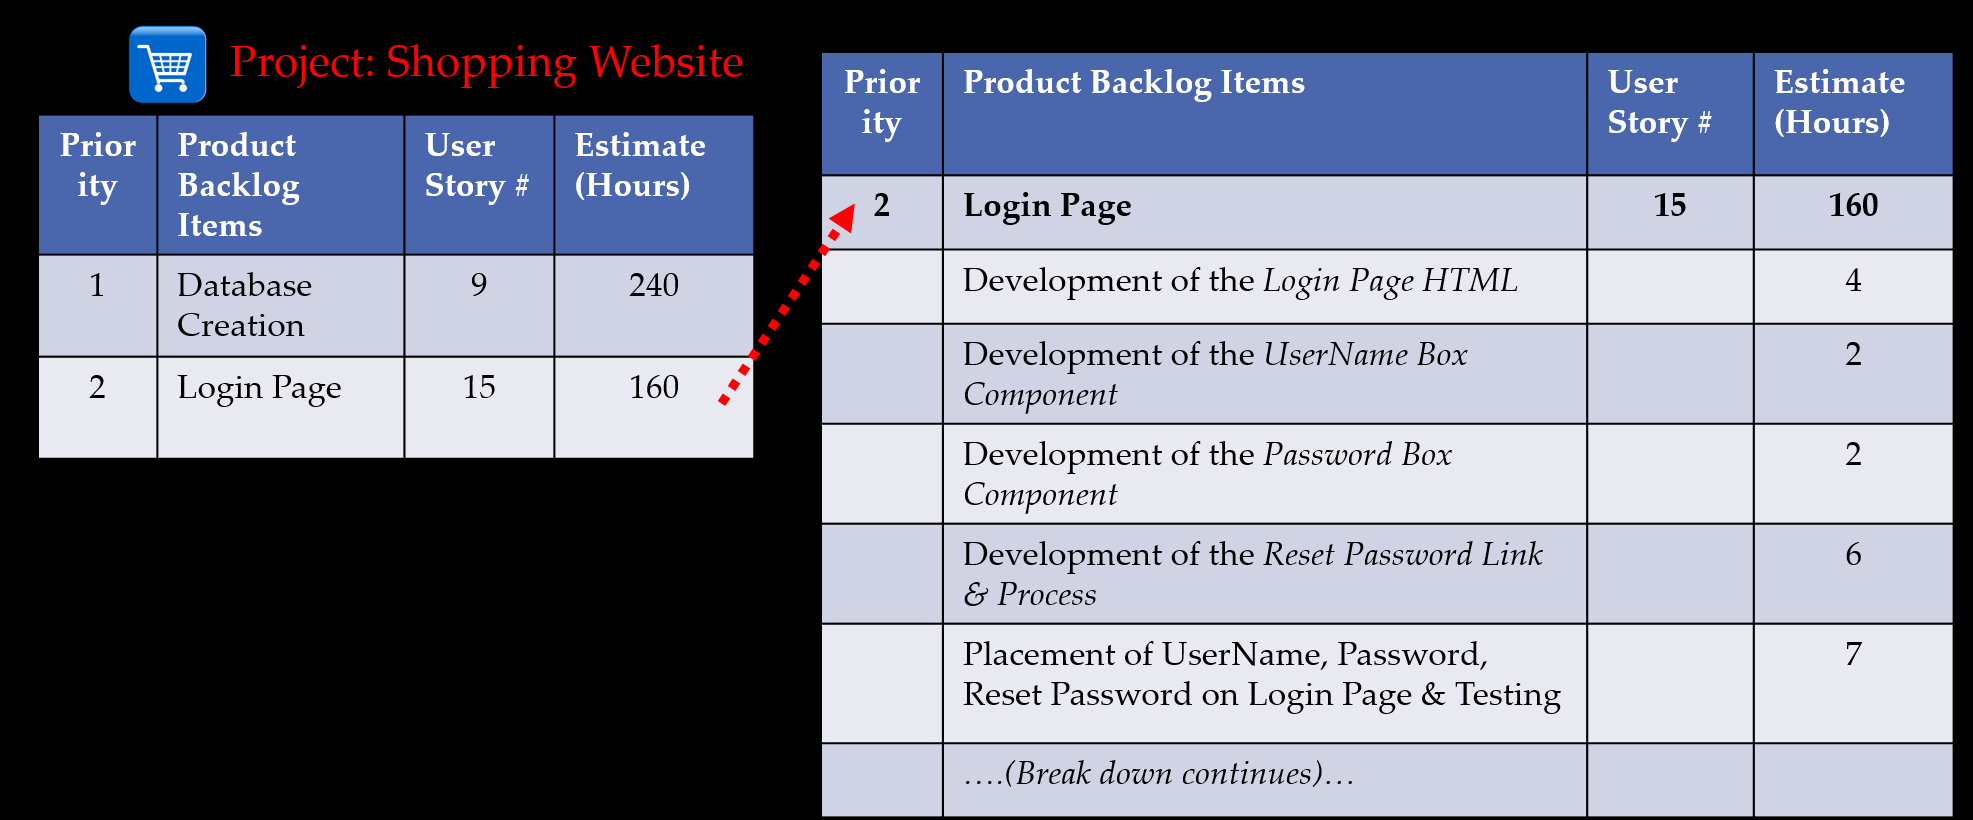 Project: Shopping Website
Prior
ity
Product
Backlog
Items
User
Story #
Estimate
(Hours)
1
Database
Creation
9
240
2
Login Page
15
160
Prior
ity
Product Backlog Items
User
Story #
Estimate
(Hours)
2
Login Page
15
160
Development of the Login Page HTML
4
Development of the UserName Box
Component
2
Development of the Password Box
Component
2
Development of the Reset Password Link
& Process
6
Placement of UserName, Password,
Reset Password on Login Page & Testing
7
….(Break down continues)…